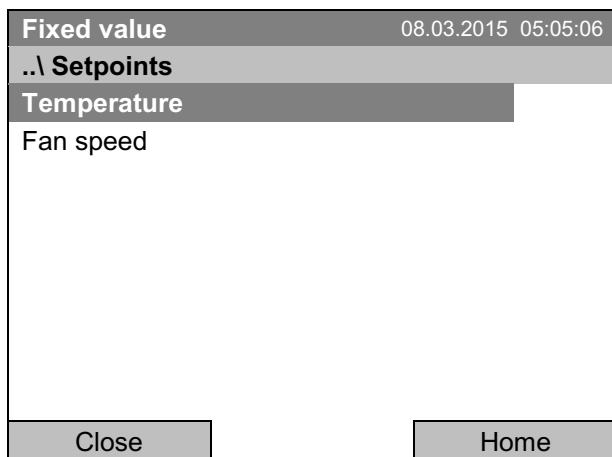 Fixed value 08.03.2015 05:05:06
..\ Setpoints
Temperature
Fan speed
Close Home